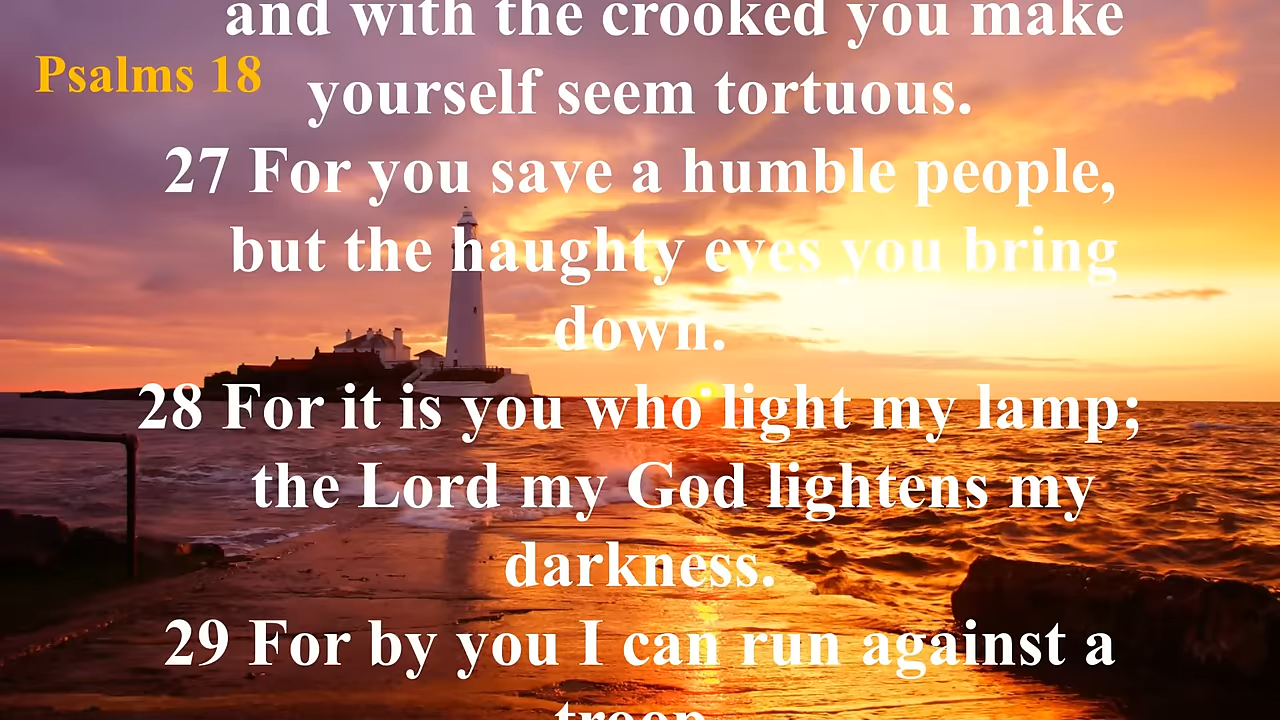 and with the crooked you make
Psalms 18
yourself seem tortuous.
27 For you save a humble people,
but the haughty eyes you bring
down.
28 For it is you who light my lamp;
the Lord my God lightens my
darkness.
29 For by you I can run against a
troop,